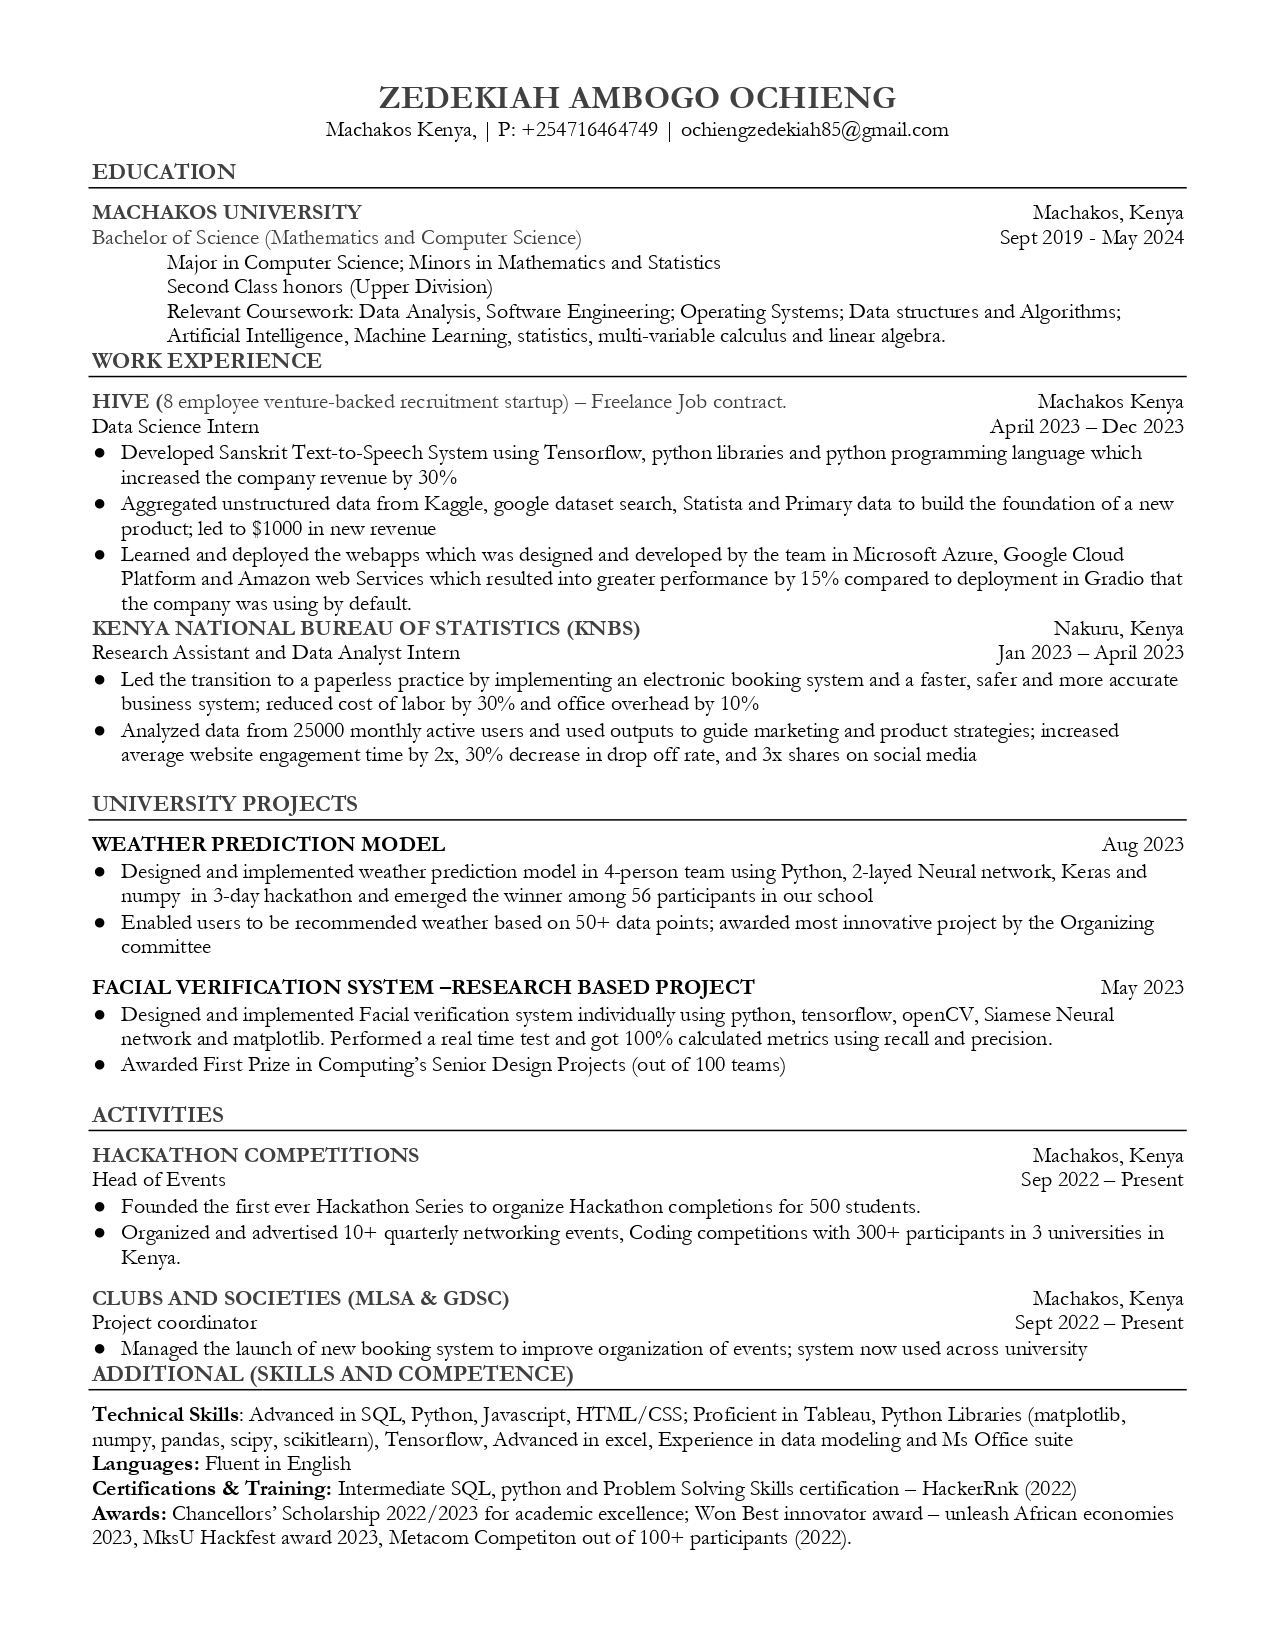 ZEDEKIAH AMBOGO OCHIENG
Machakos Kenya, | P: +254716464749 | ochiengzedekiah85@gmail.com
EDUCATION
MACHAKOS UNIVERSITY Machakos, Kenya
Bachelor of Science (Mathematics and Computer Science) Sept 2019 - May 2024
Major in Computer Science; Minors in Mathematics and Statistics
Second Class honors (Upper Division)
Relevant Coursework: Data Analysis, Software Engineering; Operating Systems; Data structures and Algorithms;
Artificial Intelligence, Machine Learning, statistics, multi-variable calculus and linear algebra.
WORK EXPERIENCE
HIVE (8 employee venture-backed recruitment startup) – Freelance Job contract. Machakos Kenya
Data Science Intern April 2023 – Dec 2023
● Developed Sanskrit Text-to-Speech System using Tensorflow, python libraries and python programming language which
increased the company revenue by 30%
● Aggregated unstructured data from Kaggle, google dataset search, Statista and Primary data to build the foundation of a new
product; led to $1000 in new revenue
● Learned and deployed the webapps which was designed and developed by the team in Microsoft Azure, Google Cloud
Platform and Amazon web Services which resulted into greater performance by 15% compared to deployment in Gradio that
the company was using by default.
KENYA NATIONAL BUREAU OF STATISTICS (KNBS) Nakuru, Kenya
Research Assistant and Data Analyst Intern Jan 2023 – April 2023
● Led the transition to a paperless practice by implementing an electronic booking system and a faster, safer and more accurate
business system; reduced cost of labor by 30% and office overhead by 10%
● Analyzed data from 25000 monthly active users and used outputs to guide marketing and product strategies; increased
average website engagement time by 2x, 30% decrease in drop off rate, and 3x shares on social media
UNIVERSITY PROJECTS
WEATHER PREDICTION MODEL Aug 2023
● Designed and implemented weather prediction model in 4-person team using Python, 2-layed Neural network, Keras and
numpy in 3-day hackathon and emerged the winner among 56 participants in our school
● Enabled users to be recommended weather based on 50+ data points; awarded most innovative project by the Organizing
committee
FACIAL VERIFICATION SYSTEM –RESEARCH BASED PROJECT May 2023
● Designed and implemented Facial verification system individually using python, tensorflow, openCV, Siamese Neural
network and matplotlib. Performed a real time test and got 100% calculated metrics using recall and precision.
● Awarded First Prize in Computing’s Senior Design Projects (out of 100 teams)
ACTIVITIES
HACKATHON COMPETITIONS Machakos, Kenya
Head of Events Sep 2022 – Present
● Founded the first ever Hackathon Series to organize Hackathon completions for 500 students.
● Organized and advertised 10+ quarterly networking events, Coding competitions with 300+ participants in 3 universities in
Kenya.
CLUBS AND SOCIETIES (MLSA & GDSC) Machakos, Kenya
Project coordinator Sept 2022 – Present
● Managed the launch of new booking system to improve organization of events; system now used across university
ADDITIONAL (SKILLS AND COMPETENCE)
Technical Skills: Advanced in SQL, Python, Javascript, HTML/CSS; Proficient in Tableau, Python Libraries (matplotlib,
numpy, pandas, scipy, scikitlearn), Tensorflow, Advanced in excel, Experience in data modeling and Ms Office suite
Languages: Fluent in English
Certifications & Training: Intermediate SQL, python and Problem Solving Skills certification – HackerRnk (2022)
Awards: Chancellors’ Scholarship 2022/2023 for academic excellence; Won Best innovator award – unleash African economies
2023, MksU Hackfest award 2023, Metacom Competiton out of 100+ participants (2022).